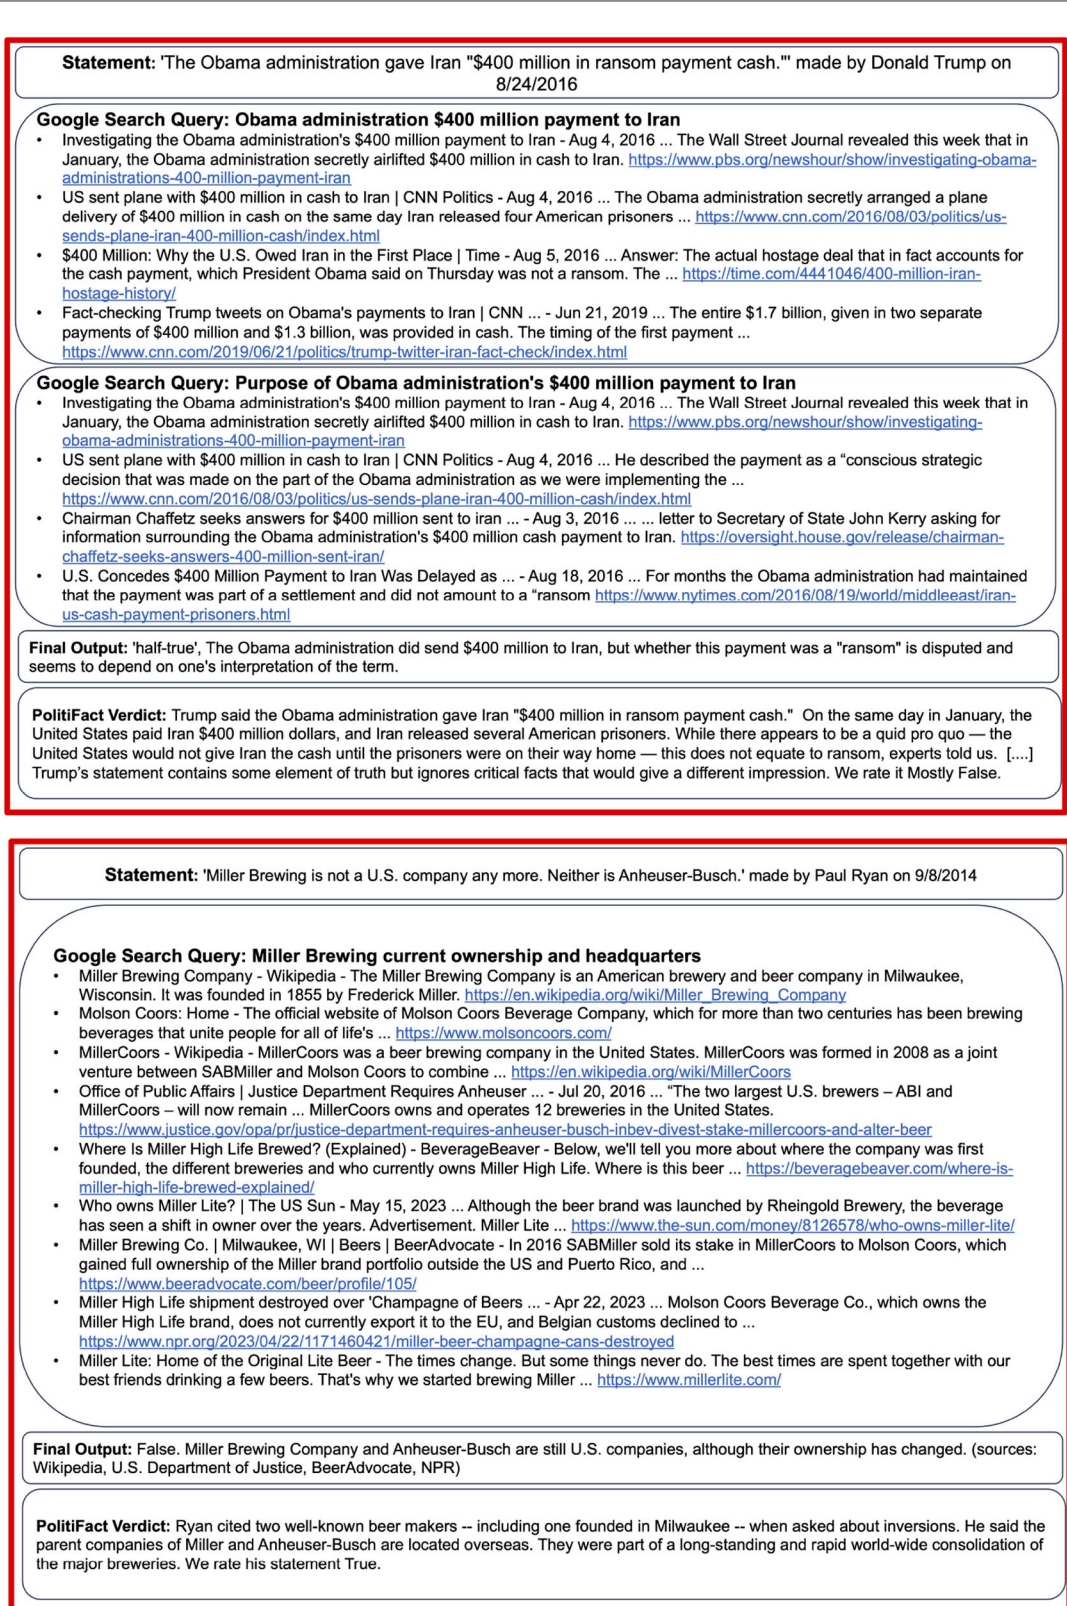 Statement: 'The Obama administration gave Iran "$400 million in ransom payment cash."' made by Donald Trump on
8/24/2016
Google Search Query: Obama administration $400 million payment to Iran
• Investigating the Obama administration's $400 million payment to Iran - Aug 4, 2016 ... The Wall Street Journal revealed this week that in
January, the Obama administration secretly airlifted $400 million in cash to Iran. https://www.pbs.org/newshour/show/investigating-obama-
administrations-400-million-payment-iran
• US sent plane with $400 million in cash to Iran | CNN Politics - Aug 4, 2016 ... The Obama administration secretly arranged a plane
delivery of $400 million in cash on the same day Iran released four American prisoners ... https://www.cnn.com/2016/08/03/politics/us-
sends-plane-iran-400-million-cash/index.html
• $400 Million: Why the U.S. Owed Iran in the First Place | Time - Aug 5, 2016 ... Answer: The actual hostage deal that in fact accounts for
the cash payment, which President Obama said on Thursday was not a ransom. The ... https://time.com/4441046/400-million-iran-
hostage-history/
• Fact-checking Trump tweets on Obama's payments to Iran | CNN ... - Jun 21, 2019 ... The entire $1.7 billion, given in two separate
payments of $400 million and $1.3 billion, was provided in cash. The timing of the first payment ...
https://www.cnn.com/2019/06/21/politics/trump-twitter-iran-fact-check/index.html
Google Search Query: Purpose of Obama administration's $400 million payment to Iran
• Investigating the Obama administration's $400 million payment to Iran - Aug 4, 2016 ... The Wall Street Journal revealed this week that in
January, the Obama administration secretly airlifted $400 million in cash to Iran. https://www.pbs.org/newshour/show/investigating-
obama-administrations-400-million-payment-iran
• US sent plane with $400 million in cash to Iran | CNN Politics - Aug 4, 2016 ... He described the payment as a “conscious strategic
decision that was made on the part of the Obama administration as we were implementing the ...
https://www.cnn.com/2016/08/03/politics/us-sends-plane-iran-400-million-cash/index.html
• Chairman Chaffetz seeks answers for $400 million sent to iran ... - Aug 3, 2016 ... ... letter to Secretary of State John Kerry asking for
information surrounding the Obama administration's $400 million cash payment to Iran. https://oversight.house.gov/release/chairman-
chaffetz-seeks-answers-400-million-sent-iran/
• U.S. Concedes $400 Million Payment to Iran Was Delayed as ... - Aug 18, 2016 ... For months the Obama administration had maintained
that the payment was part of a settlement and did not amount to a “ransom https://www.nytimes.com/2016/08/19/world/middleeast/iran-
us-cash-payment-prisoners.html
Final Output: 'half-true', The Obama administration did send $400 million to Iran, but whether this payment was a "ransom" is disputed and
seems to depend on one's interpretation of the term.
PolitiFact Verdict: Trump said the Obama administration gave Iran "$400 million in ransom payment cash." On the same day in January, the
United States paid Iran $400 million dollars, and Iran released several American prisoners. While there appears to be a quid pro quo — the
United States would not give Iran the cash until the prisoners were on their way home — this does not equate to ransom, experts told us. [....]
Trump’s statement contains some element of truth but ignores critical facts that would give a different impression. We rate it Mostly False.
Statement: 'Miller Brewing is not a U.S. company any more. Neither is Anheuser-Busch.' made by Paul Ryan on 9/8/2014
Google Search Query: Miller Brewing current ownership and headquarters
• Miller Brewing Company - Wikipedia - The Miller Brewing Company is an American brewery and beer company in Milwaukee,
Wisconsin. It was founded in 1855 by Frederick Miller. https://en.wikipedia.org/wiki/Miller_Brewing_Company
• Molson Coors: Home - The official website of Molson Coors Beverage Company, which for more than two centuries has been brewing
beverages that unite people for all of life's ... https://www.molsoncoors.com/
• MillerCoors - Wikipedia - MillerCoors was a beer brewing company in the United States. MillerCoors was formed in 2008 as a joint
venture between SABMiller and Molson Coors to combine ... https://en.wikipedia.org/wiki/MillerCoors
• Office of Public Affairs | Justice Department Requires Anheuser ... - Jul 20, 2016 ... “The two largest U.S. brewers – ABI and
MillerCoors – will now remain ... MillerCoors owns and operates 12 breweries in the United States.
https://www.justice.gov/opa/pr/justice-department-requires-anheuser-busch-inbev-divest-stake-millercoors-and-alter-beer
• Where Is Miller High Life Brewed? (Explained) - BeverageBeaver - Below, we'll tell you more about where the company was first
founded, the different breweries and who currently owns Miller High Life. Where is this beer ... https://beveragebeaver.com/where-is-
miller-high-life-brewed-explained/
• Who owns Miller Lite? | The US Sun - May 15, 2023 ... Although the beer brand was launched by Rheingold Brewery, the beverage
has seen a shift in owner over the years. Advertisement. Miller Lite ... https://www.the-sun.com/money/8126578/who-owns-miller-lite/
• Miller Brewing Co. | Milwaukee, WI | Beers | BeerAdvocate - In 2016 SABMiller sold its stake in MillerCoors to Molson Coors, which
gained full ownership of the Miller brand portfolio outside the US and Puerto Rico, and ...
https://www.beeradvocate.com/beer/profile/105/
• Miller High Life shipment destroyed over 'Champagne of Beers ... - Apr 22, 2023 ... Molson Coors Beverage Co., which owns the
Miller High Life brand, does not currently export it to the EU, and Belgian customs declined to ...
https://www.npr.org/2023/04/22/1171460421/miller-beer-champagne-cans-destroyed
• Miller Lite: Home of the Original Lite Beer - The times change. But some things never do. The best times are spent together with our
best friends drinking a few beers. That's why we started brewing Miller ... https://www.millerlite.com/
Final Output: False. Miller Brewing Company and Anheuser-Busch are still U.S. companies, although their ownership has changed. (sources:
Wikipedia, U.S. Department of Justice, BeerAdvocate, NPR)
PolitiFact Verdict: Ryan cited two well-known beer makers -- including one founded in Milwaukee -- when asked about inversions. He said the
parent companies of Miller and Anheuser-Busch are located overseas. They were part of a long-standing and rapid world-wide consolidation of
the major breweries. We rate his statement True.